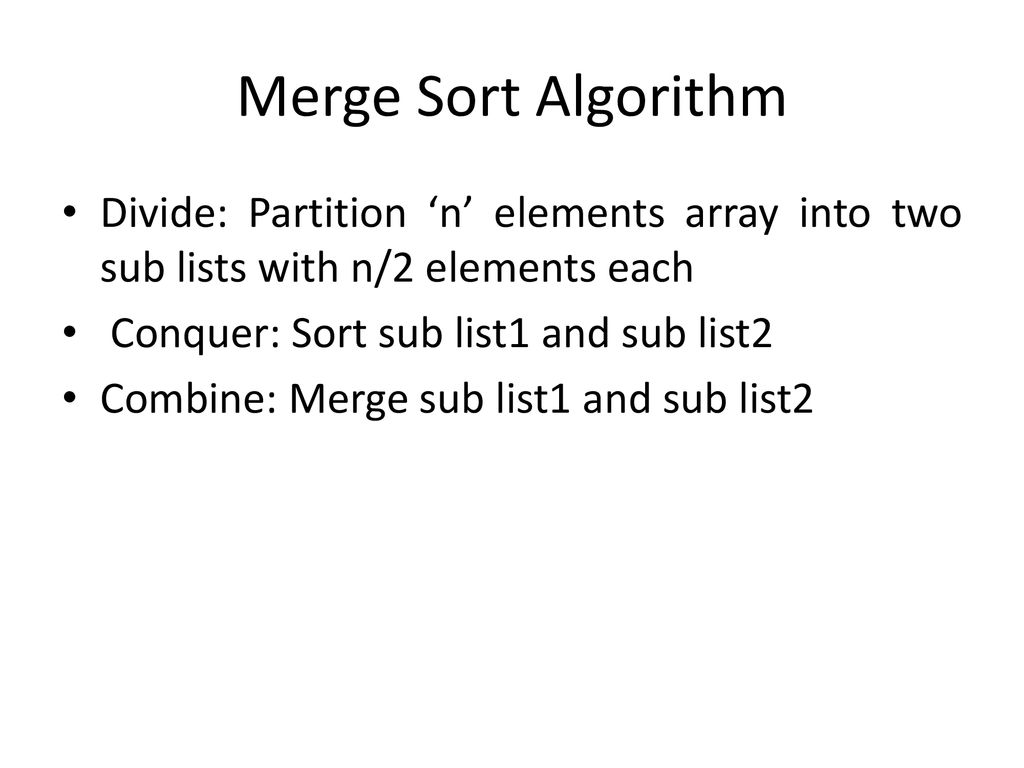 Merge Sort Algorithm
• Divide: Partition ‘n’ elements array into two
sub lists with n/2 elements each
• Conquer: Sort sub list1 and sub list2
• Combine: Merge sub list1 and sub list2